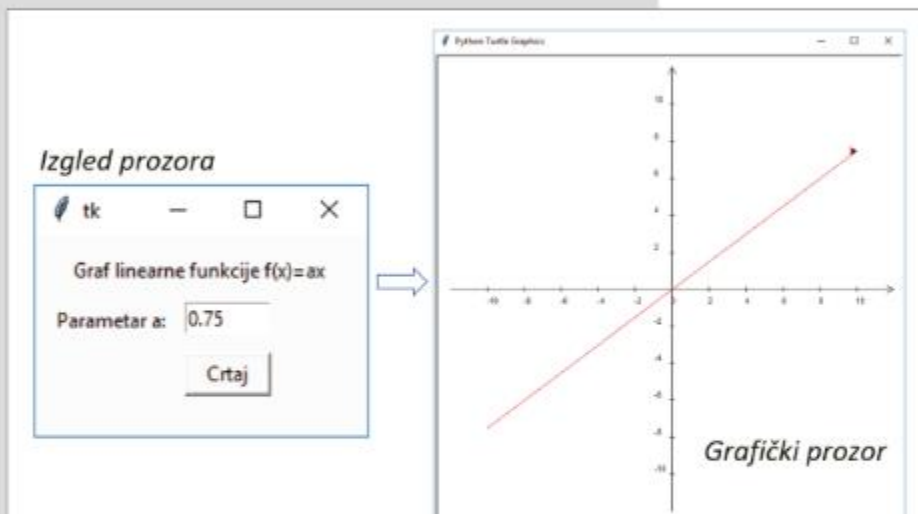 Izgled prozora
tk
Graf linearne funkcije f(x)=ax
Parametar a:
0.75
Crtaj
Python Turtle Graphics
10
8
6
4
2
-10 -8 -6 -4 -2 0 2 4 6 8 10
-2
-4
-6
-8
-10
Grafički prozor